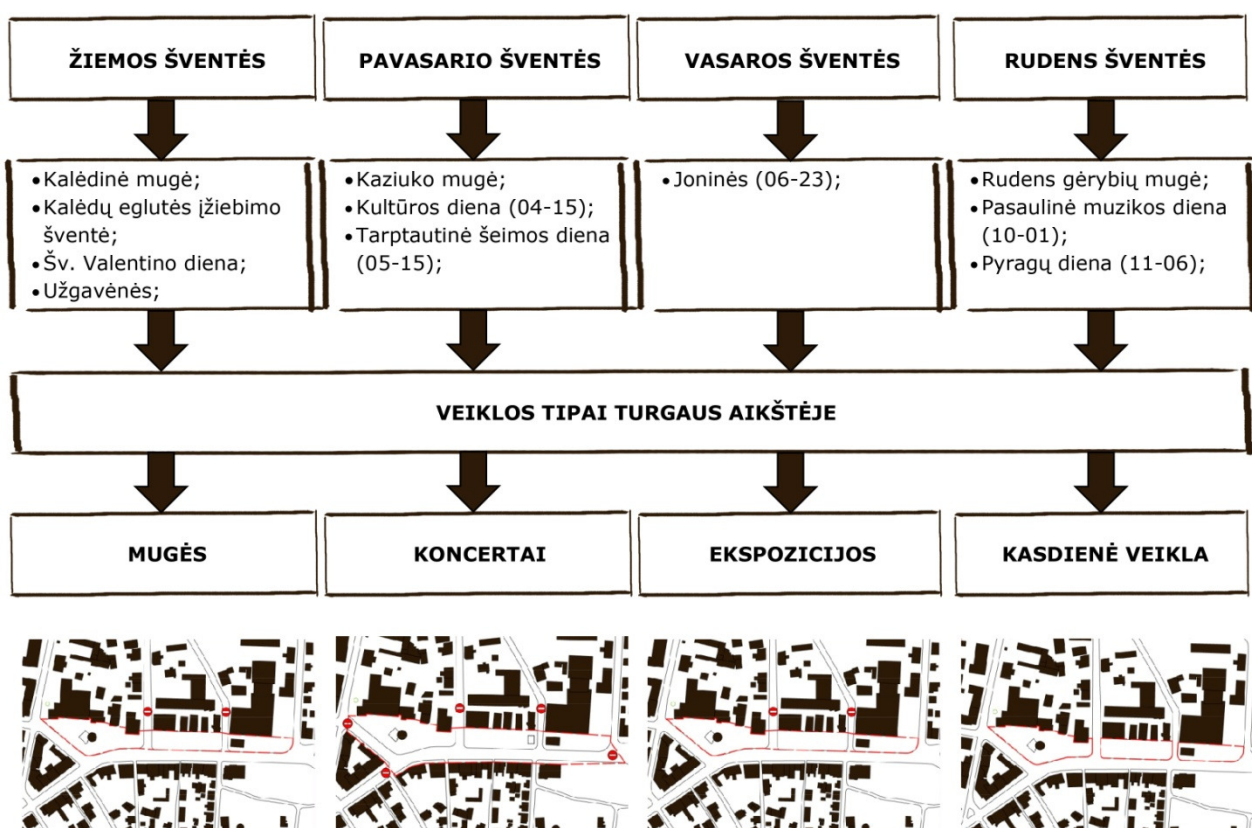 ŽIEMOS ŠVENTĖS
PAVASARIO ŠVENTĖS
VASAROS ŠVENTĖS
RUDENS ŠVENTĖS
•Kalėdinė mugė;
•Kalėdų eglutės įžiebimo
šventė;
•Šv. Valentino diena;
•Užgavėnės;
•Kaziuko mugė;
•Kultūros diena (04-15);
•Tarptautinė šeimos diena
(05-15);
•Joninės (06-23);
•Rudens gėrybių mugė;
•Pasaulinė muzikos diena
(10-01);
•Pyragų diena (11-06);
VEIKLOS TIPAI TURGAUS AIKŠTĖJE
MUGĖS
KONCERTAI
EKSPOZICIJOS
KASDIENĖ VEIKLA